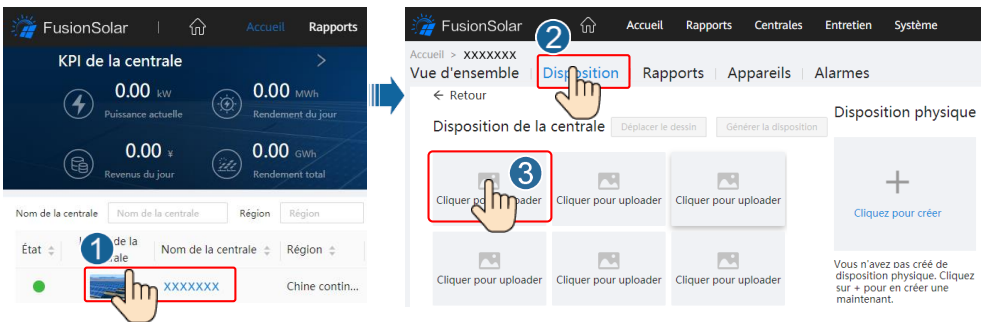 FusionSolar
Accueil
Rapports
KPI de la centrale
0.00 kW
Puissance actuelle
0.00 MWh
Rendement du jour
0.00 ¥
Revenus du jour
0.00 GWh
Rendement total
Nom de la centrale
Nom de la centrale
Région
Région
État
de la
Nom de la centrale
Région
1
XXXXXXX
Chine contin...
FusionSolar
Accueil
Rapports
Centrales
Entretien
Système
2
Accueil > XXXXXXX
Vue d'ensemble
Disposition
Rapports
Appareils
Alarmes
← Retour
Disposition de la centrale
Déplacer le dessin
Générer la disposition
Disposition physique
3
Cliquer
Cliquer pour uploader
Cliquer pour uploader
Cliquez pour créer
Cliquer pour uploader
Cliquer pour uploader
Cliquer pour uploader
Vous n'avez pas créé de
disposition physique. Cliquez
sur + pour en créer une
maintenant.